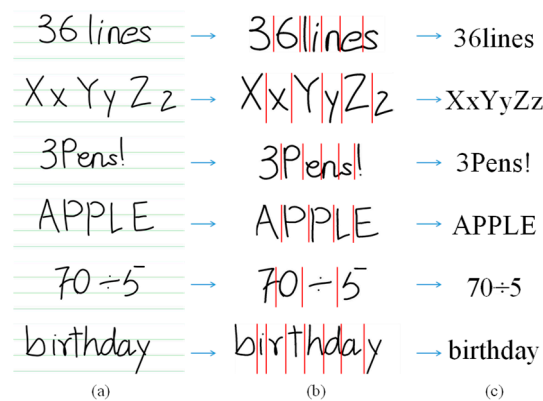 36 lines 36lines 36lines
XxYyZz XxYyZz XxYyZz
3Pens! 3Pens! 3Pens!
APPLE APPLE APPLE
70÷5 70÷5 70÷5
birthday birthday birthday
(a) (b) (c)